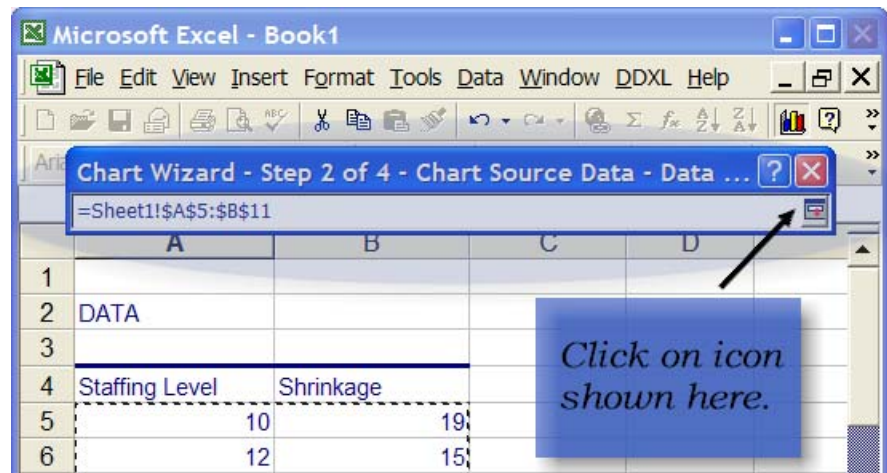 Microsoft Excel - Book1
File Edit View Insert Format Tools Data Window DDXL Help
Chart Wizard - Step 2 of 4 - Chart Source Data - Data ...
=Sheet1!$A$5:$B$11
A B C D
1
2 DATA
3
4 Staffing Level Shrinkage
5 10 19
6 12 15
Click on icon
shown here.